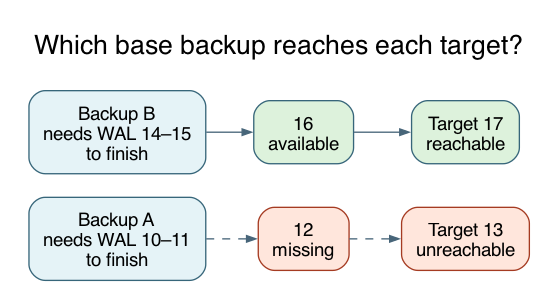 Which base backup reaches each target?
Backup B
needs WAL 14–15
to finish
16
available
Target 17
reachable
Backup A
needs WAL 10–11
to finish
12
missing
Target 13
unreachable